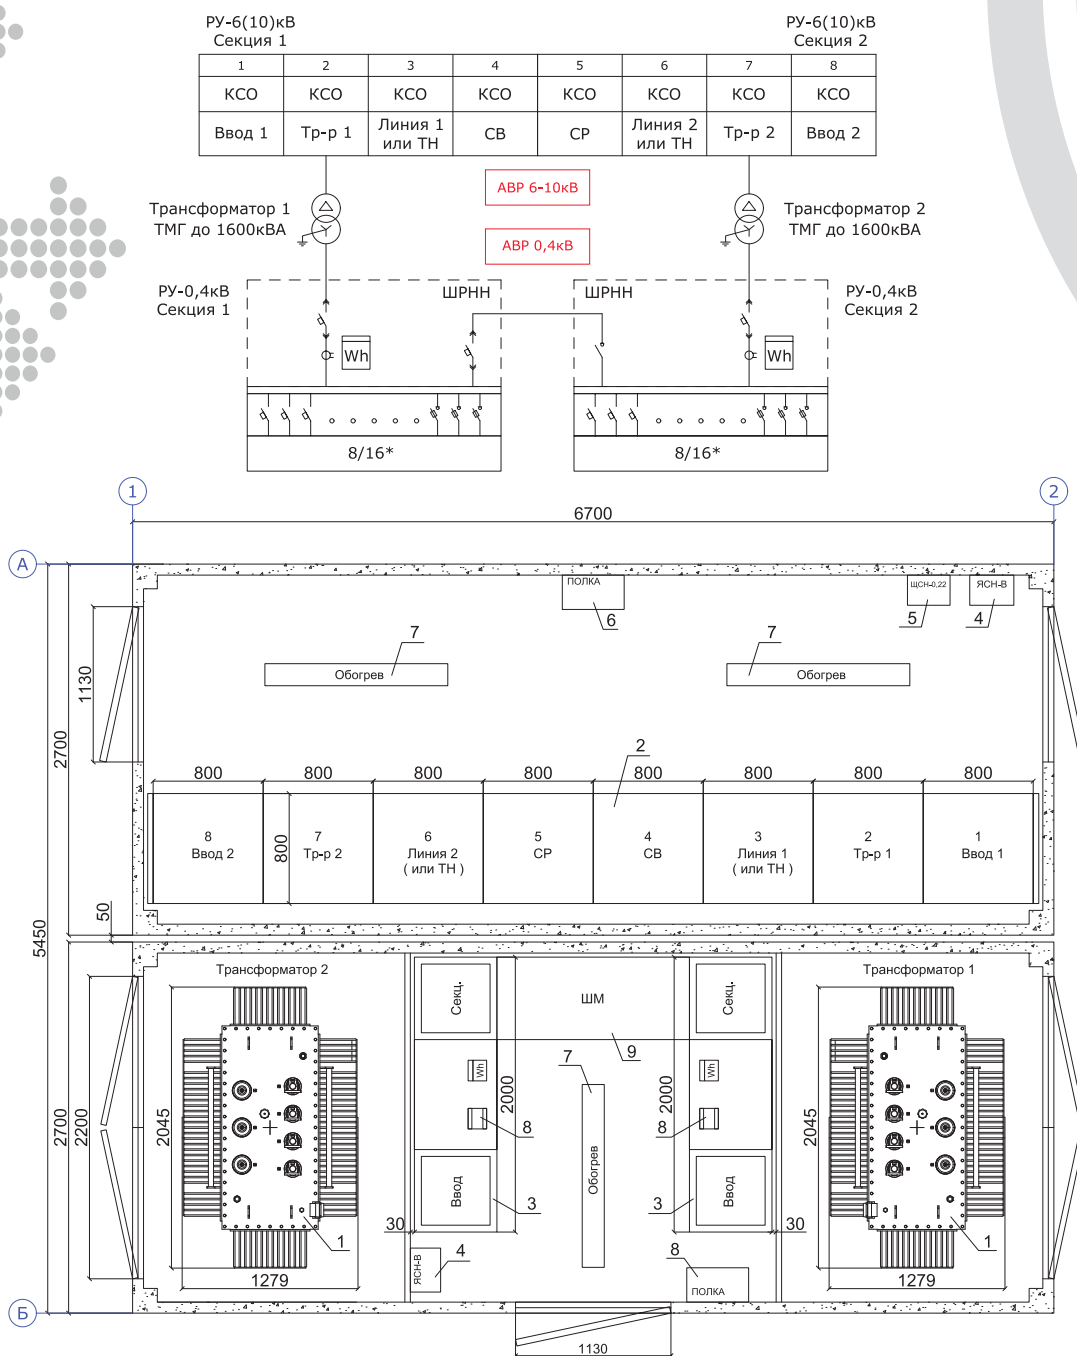 РУ-6(10)кВ
Секция 1
РУ-6(10)кВ
Секция 2
1 2 3 4 5 6 7 8
КСО КСО КСО КСО КСО КСО КСО КСО
Ввод 1
Тр-р 1
Линия 1
или ТН
СВ
СР
Линия 2
или ТН
Тр-р 2
Ввод 2
АВР 6-10кВ
Трансформатор 1
ТМГ до 1600кВА
Трансформатор 2
ТМГ до 1600кВА
АВР 0,4кВ
РУ-0,4кВ
Секция 1
ШРНН
ШРНН
РУ-0,4кВ
Секция 2
Wh
Wh
8/16*
8/16*
1
2
6700
А
ПОЛКА
6
ЩСН-0,22
5
ЯСН-В
4
7
Обогрев
7
Обогрев
1130
2700
2
800 800 800 800 800 800 800 800
8
Ввод 2
7
Тр-р 2
6
Линия 2
( или ТН )
5
СР
4
СВ
3
Линия 1
( или ТН )
2
Тр-р 1
1
Ввод 1
800
50
5450
Трансформатор 2
Трансформатор 1
Секц.
ШМ
Секц.
9
7
Wh
Wh
2000
2000
8
8
2045
2045
2700
2200
Ввод
Обогрев
Ввод
3
3
30
30
1
1
ЯСН-В
4
8
ПОЛКА
1279
1279
Б
1130